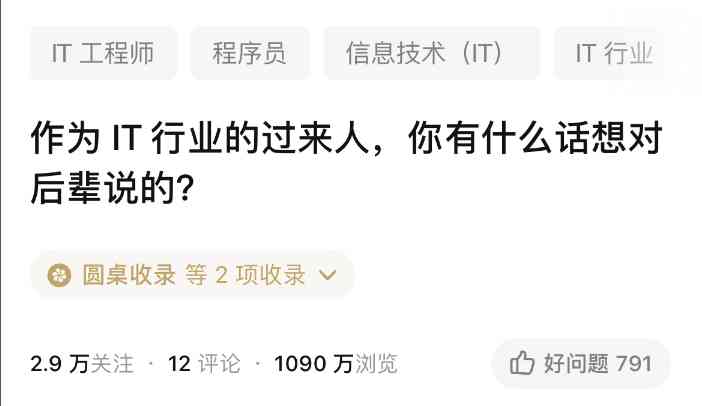 IT 工程师 程序员 信息技术（IT） IT 行业
作为 IT 行业的过来人，你有什么话想对
后辈说的？
圆桌收录 等 2 项收录
2.9 万关注 · 12 评论 · 1090 万浏览 好问题 791